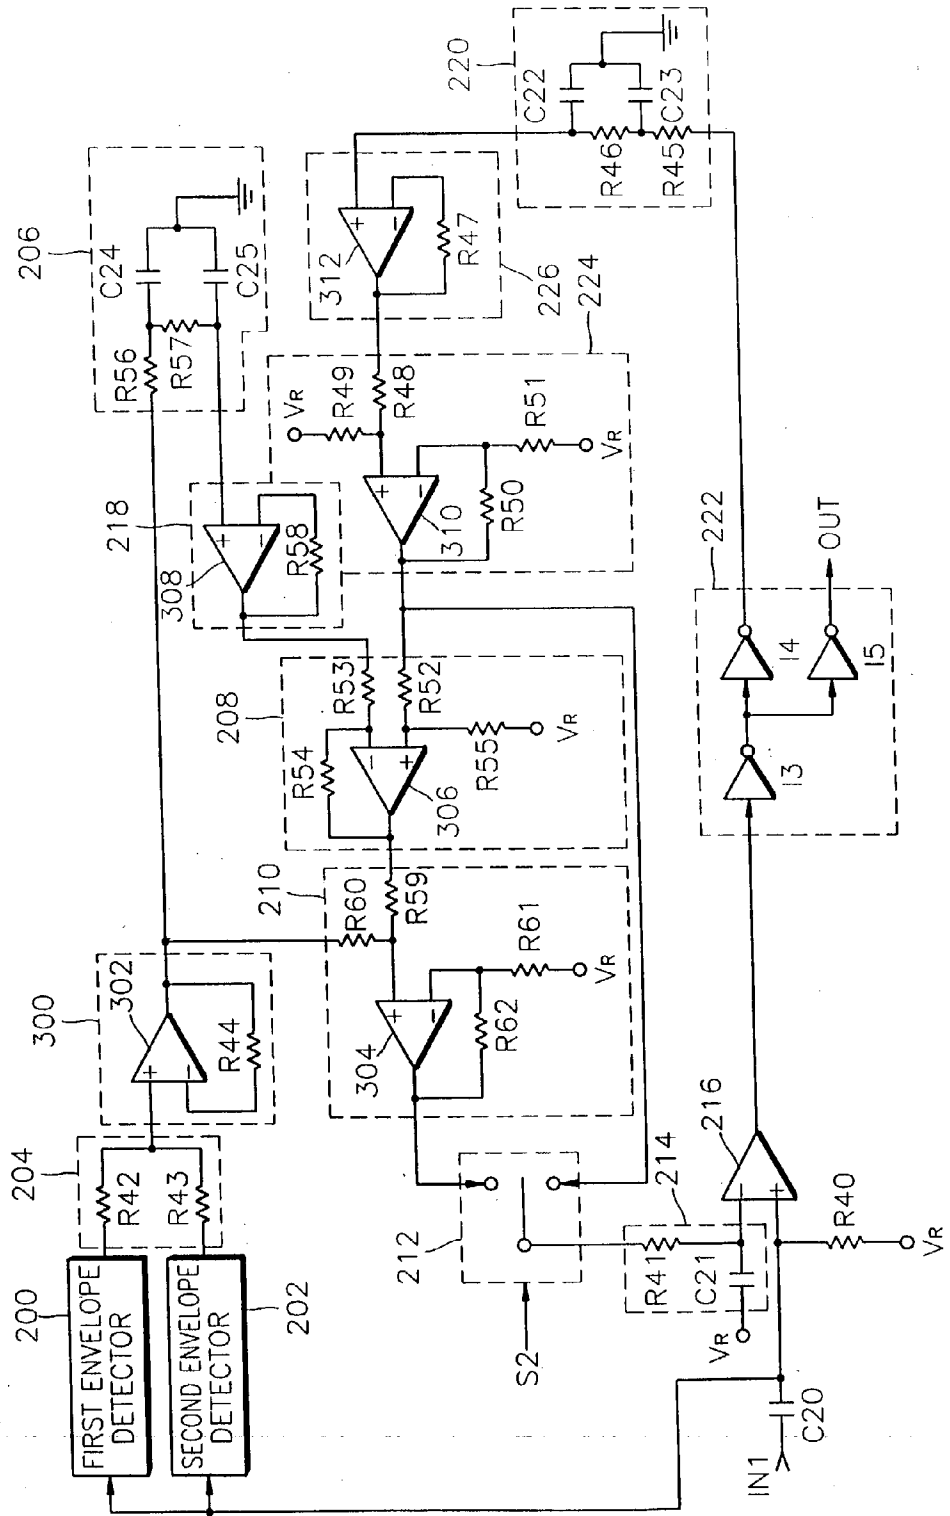 220
C22
C23
R46
R45
206
C24
C25
R56
R57
312
R47
226
224
VR
R49
R48
R51
VR
310
R50
218
308
R58
222
OUT
I4
I5
I3
208
R53
R52
R54
R55
VR
306
210
R60
R59
R61
VR
304
R62
300
302
R44
204
R42
R43
214
216
212
R41
C21
R40
VR
VR
S2
200
202
FIRST ENVELOPE
DETECTOR
SECOND ENVELOPE
DETECTOR
IN1
C20